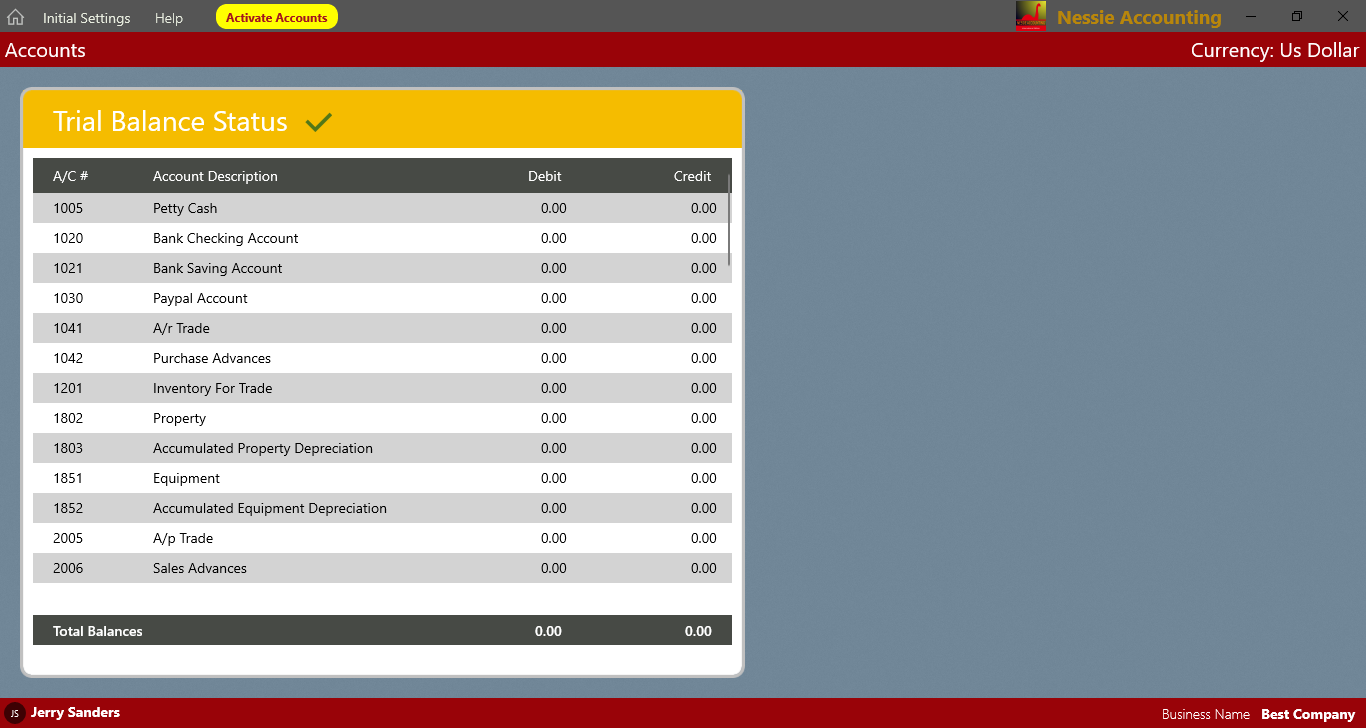 Initial Settings Help Activate Accounts Nessie Accounting
Accounts Currency: Us Dollar
Trial Balance Status
A/C # Account Description Debit Credit
1005 Petty Cash 0.00 0.00
1020 Bank Checking Account 0.00 0.00
1021 Bank Saving Account 0.00 0.00
1030 Paypal Account 0.00 0.00
1041 A/r Trade 0.00 0.00
1042 Purchase Advances 0.00 0.00
1201 Inventory For Trade 0.00 0.00
1802 Property 0.00 0.00
1803 Accumulated Property Depreciation 0.00 0.00
1851 Equipment 0.00 0.00
1852 Accumulated Equipment Depreciation 0.00 0.00
2005 A/p Trade 0.00 0.00
2006 Sales Advances 0.00 0.00
Total Balances 0.00 0.00
JS Jerry Sanders Business Name Best Company